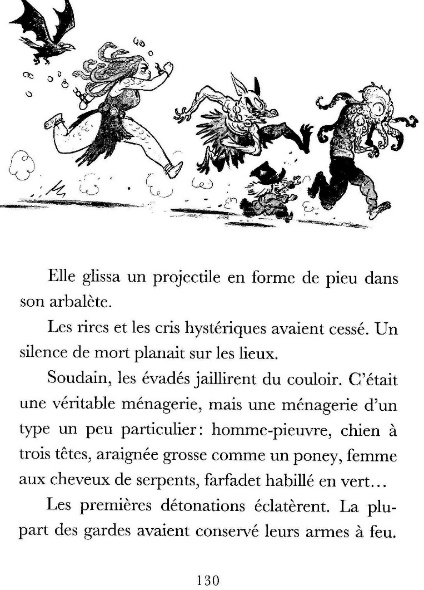 Elle glissa un projectile en forme de pieu dans
son arbalète.
Les rires et les cris hystériques avaient cessé. Un
silence de mort planait sur les lieux.
Soudain, les évadés jaillirent du couloir. C'était
une véritable ménagerie, mais une ménagerie d'un
type un peu particulier : homme-pieuvre, chien à
trois têtes, araignée grosse comme un poney, femme
aux cheveux de serpents, farfadet habillé en vert…
Les premières détonations éclatèrent. La plu-
part des gardes avaient conservé leurs armes à feu.
130